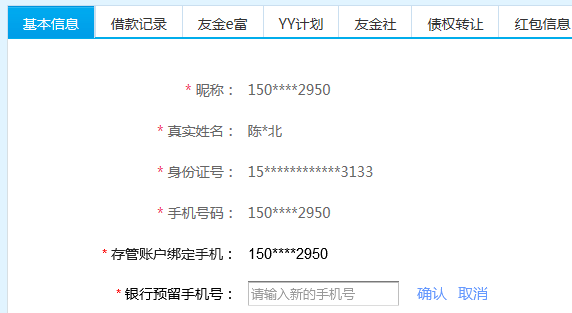 基本信息 借款记录 友金e富 YY计划 友金社 债权转让 红包信息
* 昵称： 150****2950
* 真实姓名： 陈*北
* 身份证号： 15************3133
* 手机号码： 150****2950
* 存管账户绑定手机： 150****2950
* 银行预留手机号： 请输入新的手机号 确认 取消